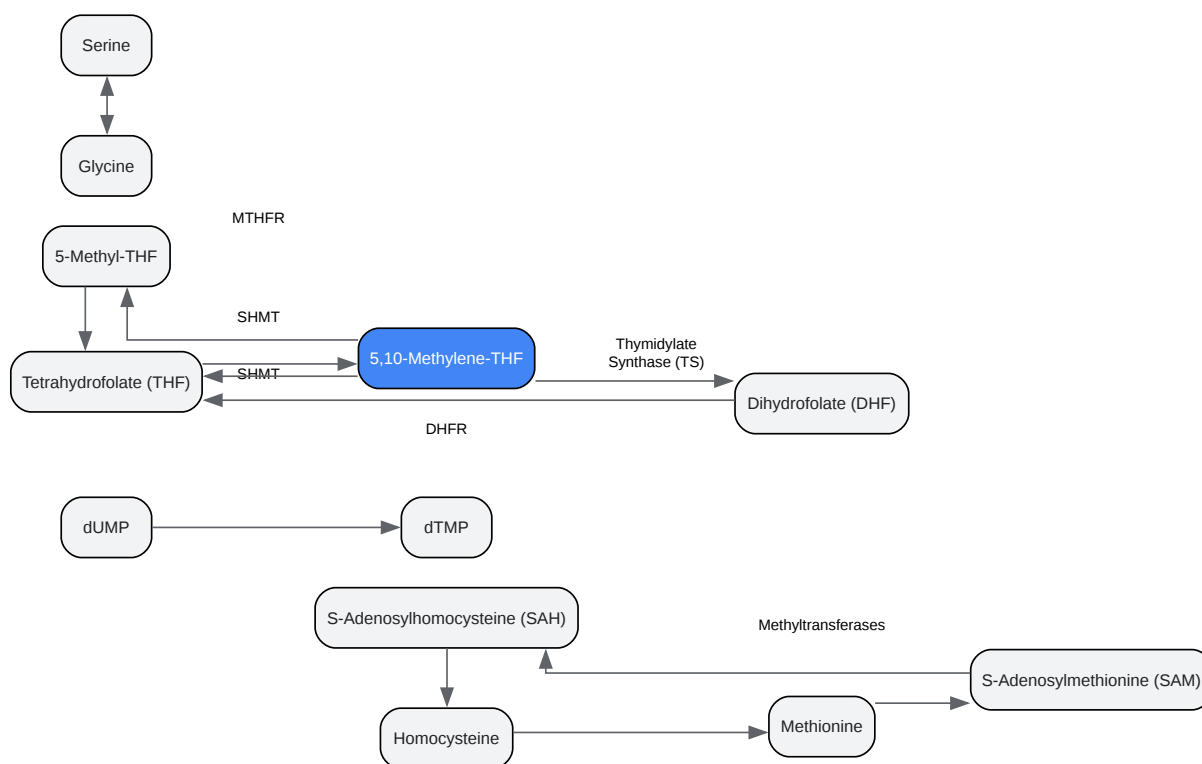 Serine
Glycine
MTHFR
5-Methyl-THF
SHMT
Thymidylate
Synthase (TS)
5,10-Methylene-THF
SHMT
Tetrahydrofolate (THF)
Dihydrofolate (DHF)
DHFR
dUMP
dTMP
S-Adenosylhomocysteine (SAH)
Methyltransferases
S-Adenosylmethionine (SAM)
Methionine
Homocysteine